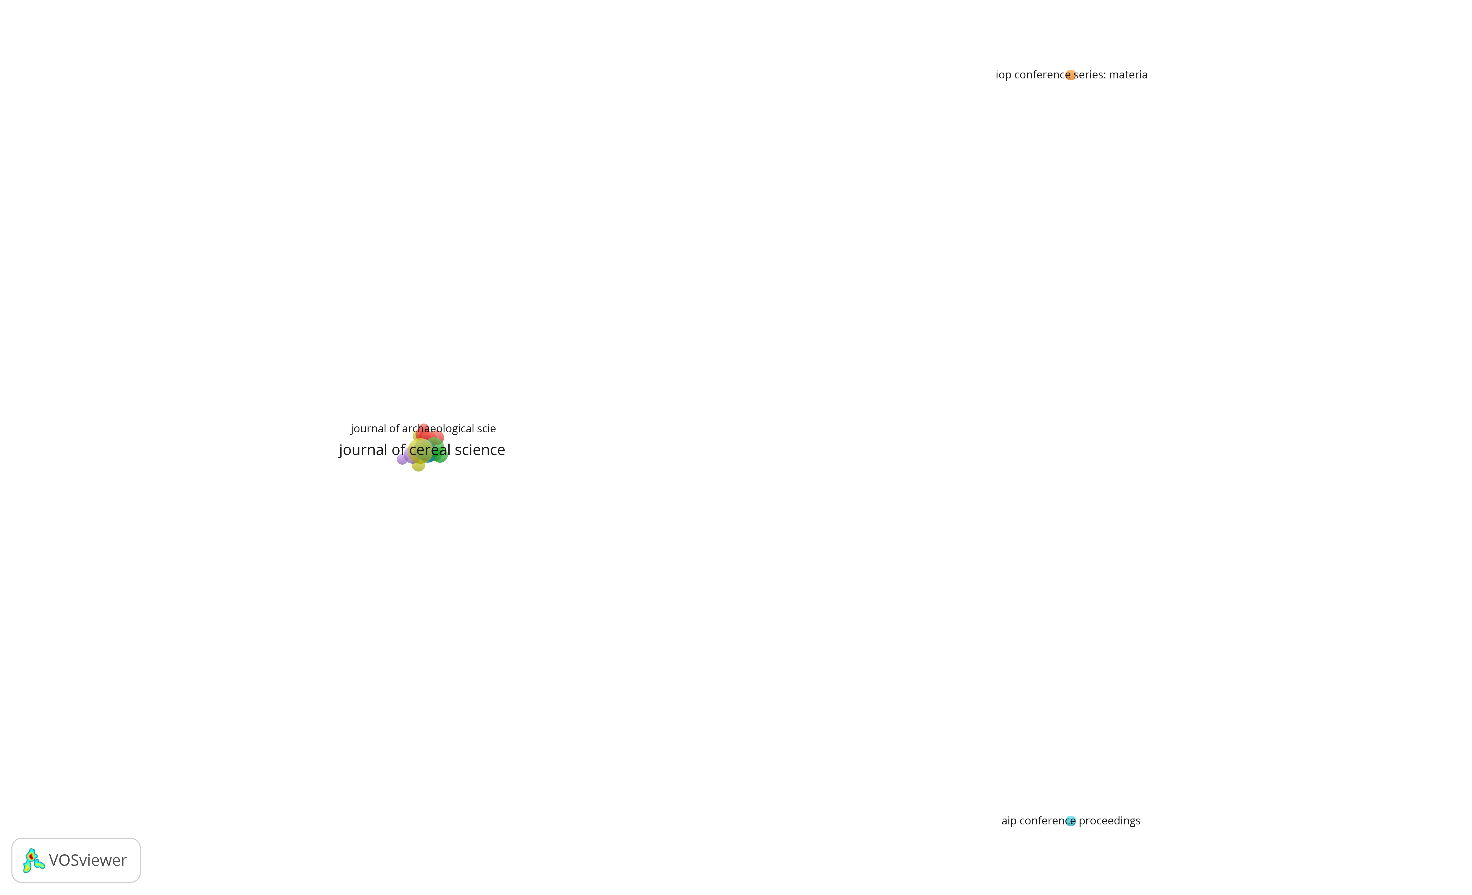 iop conference series: materia
journal of archaeological scie
journal of cereal science
aip conference proceedings
VOSviewer